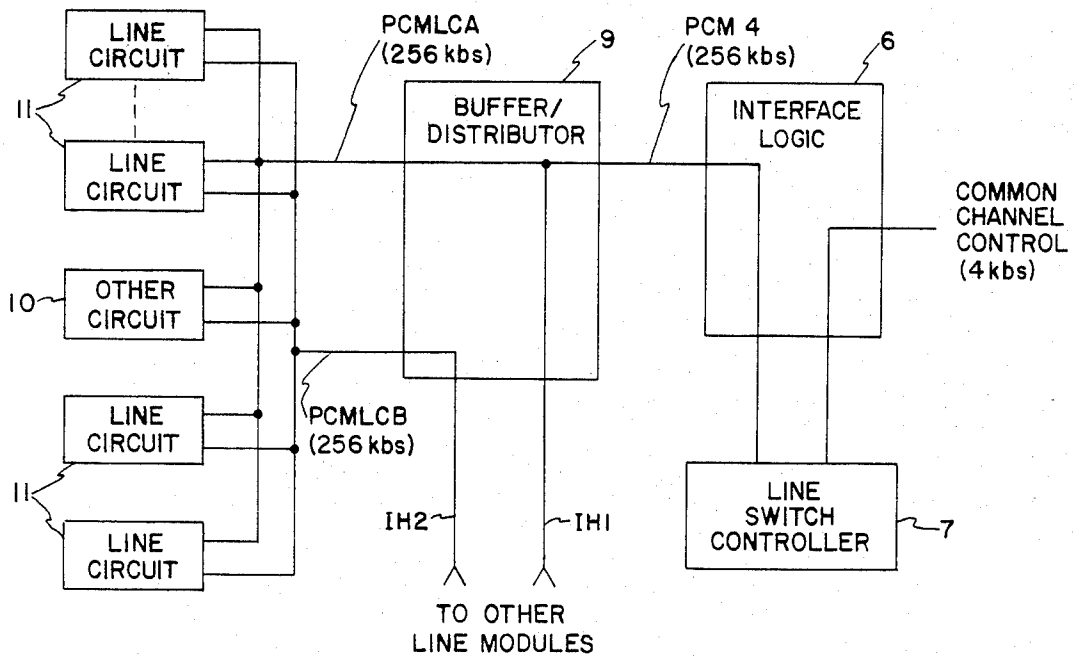 LINE
CIRCUIT
11
LINE
CIRCUIT
10
OTHER
CIRCUIT
LINE
CIRCUIT
11
LINE
CIRCUIT
PCMLCA
(256 kbs)
PCMLCB
(256 kbs)
9
BUFFER/
DISTRIBUTOR
IH2
IH1
TO OTHER
LINE MODULES
PCM 4
(256 kbs)
6
INTERFACE
LOGIC
COMMON
CHANNEL
CONTROL
(4 kbs)
LINE
SWITCH
CONTROLLER
7